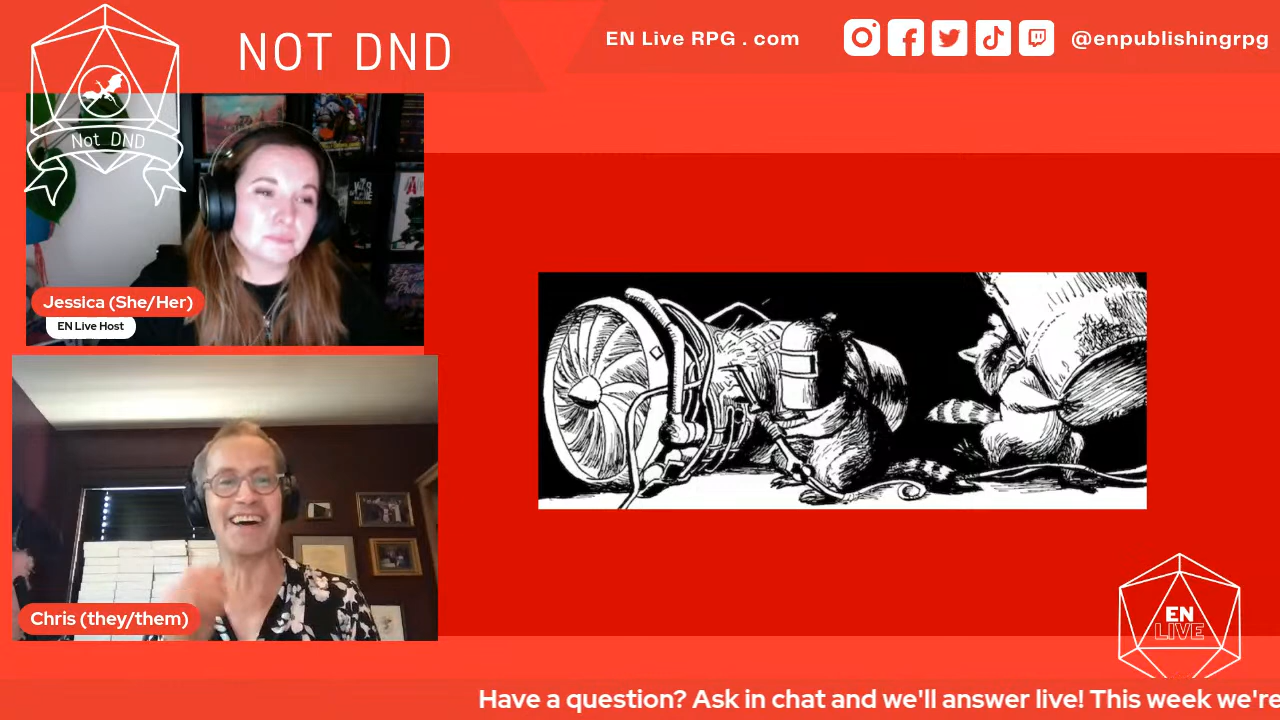 NOT DND
EN Live RPG . com
@enpublishingrpg
Not DND
Jessica (She/Her)
EN Live Host
Chris (they/them)
EN
LIVE
Have a question? Ask in chat and we'll answer live! This week we're